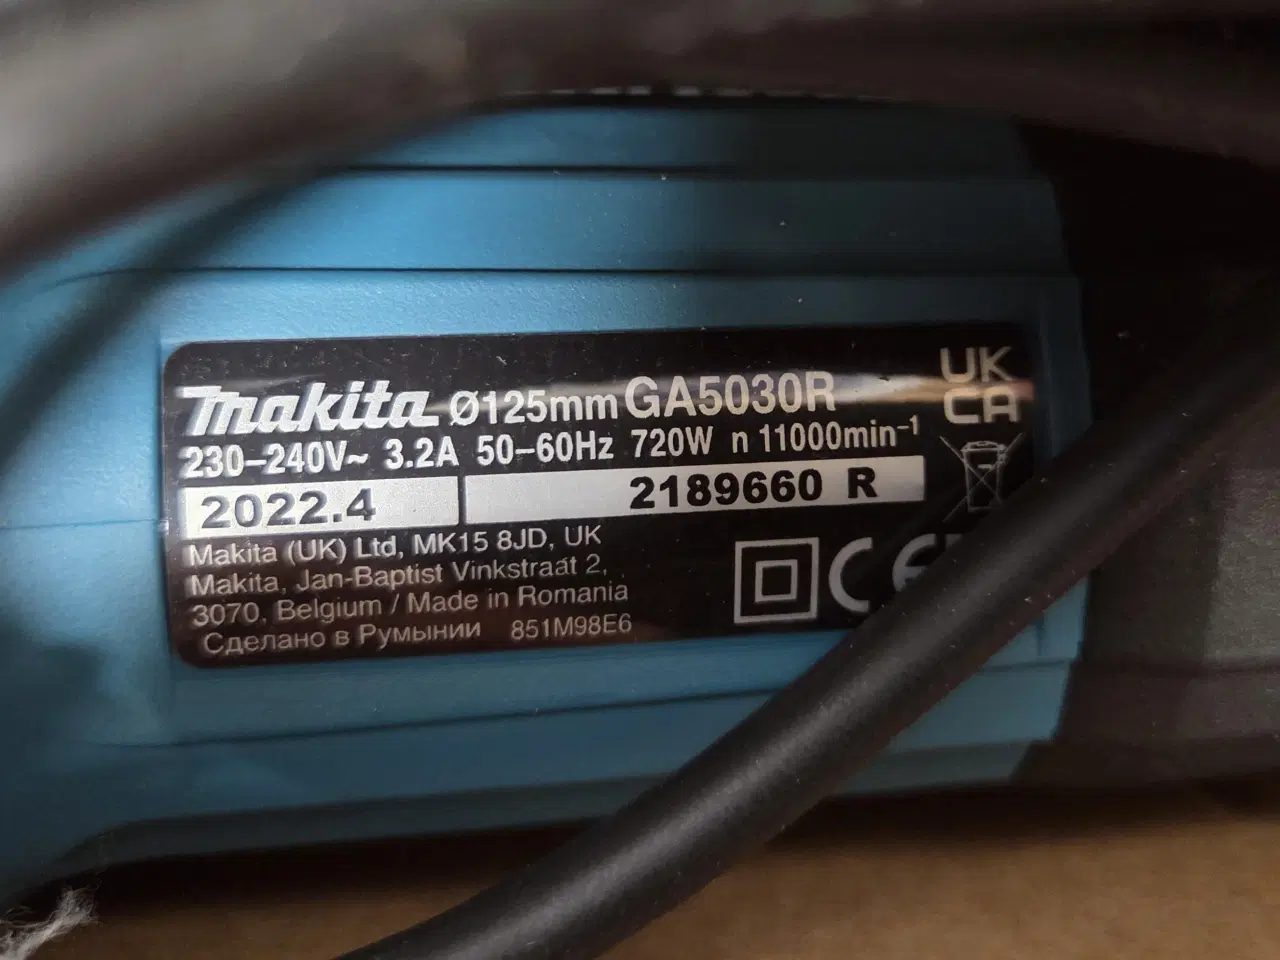 makita Ø125mm GA5030R
230-240V~ 3.2A 50-60Hz 720W n 11000min⁻¹
UK
CA
2022.4 2189660 R
Makita (UK) Ltd, MK15 8JD, UK
Makita, Jan-Baptist Vinkstraat 2,
3070, Belgium / Made in Romania
Сделано в Румынии 851M98E6
CE